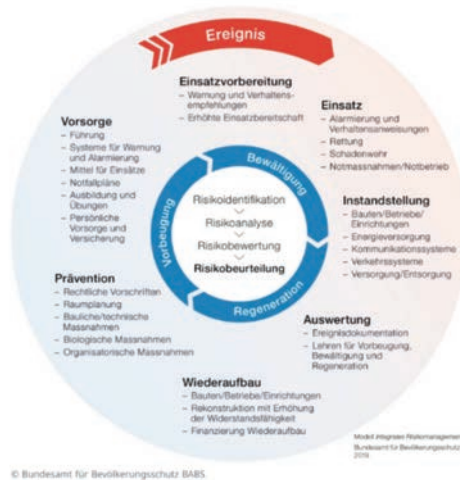 Ereignis
Einsatzvorbereitung
– Warnung und Verhaltens-
empfehlungen
– Erhöhte Einsatzbereitschaft
Einsatz
– Alarmierung und
Verhaltensanweisungen
– Rettung
– Schadenwehr
– Notmassnahmen/Notbetrieb
Vorsorge
– Führung
– Systeme für Warnung
und Alarmierung
– Mittel für Einsätze
– Notfallpläne
– Ausbildung und
Übungen
– Persönliche
Vorsorge und
Versicherung
Bewältigung
Vorbeugung
Regeneration
Risikoidentifikation
Risikoanalyse
Risikobewertung
Risikobeurteilung
Instandstellung
– Bauten/Betriebe/
Einrichtungen
– Energieversorgung
– Kommunikationssysteme
– Verkehrssysteme
– Versorgung/Entsorgung
Prävention
– Rechtliche Vorschriften
– Raumplanung
– Bauliche/technische
Massnahmen
– Biologische Massnahmen
– Organisatorische Massnahmen
Auswertung
– Ereignisdokumentation
– Lehren für Vorbeugung,
Bewältigung und
Regeneration
Wiederaufbau
– Bauten/Betriebe/Einrichtungen
– Rekonstruktion mit Erhöhung
der Widerstandsfähigkeit
– Finanzierung Wiederaufbau
Modell integrales Risikomanagement
Bundesamt für Bevölkerungsschutz
© Bundesamt für Bevölkerungsschutz BABS